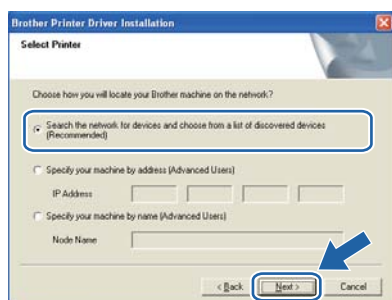 Brother Printer Driver Installation
Select Printer
Choose how you will locate your Brother machine on the network?
Search the network for devices and choose from a list of discovered devices
(Recommended)
Specify your machine by address (Advanced Users)
IP Address
Specify your machine by name (Advanced Users)
Node Name
< Back
Next >
Cancel